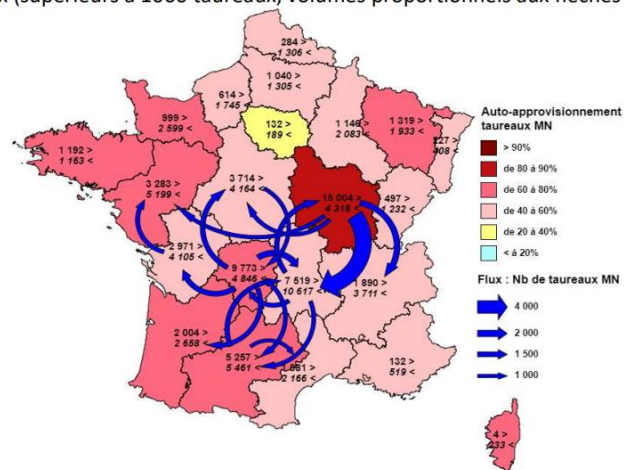 x (supérieurs à 1000 taureaux, volumes proportionnels aux flèches
284 >
1 306 <
1 040 >
1 305 <
614 >
1 745 <
999 >
2 599 <
132 >
189 <
1 146
2 083 <
1 319 >
1 933 <
227 >
408 <
1 192 >
1 163 <
3 283 >
5 199 <
3 714 >
4 164 <
15 004 >
4 318 <
497 >
1 232 <
2 971 >
4 105 <
9 773 >
4 846 <
7 519 >
10 617 <
1 890 >
3 711 <
2 004 >
2 658 <
5 257 >
5 461 <
2 166 <
132 >
519 <
4 >
233 <
Auto-approvisionnement
taureaux MN
> 90%
de 80 à 90%
de 60 à 80%
de 40 à 60%
de 20 à 40%
< à 20%
Flux : Nb de taureaux MN
4 000
2 000
1 500
1 000